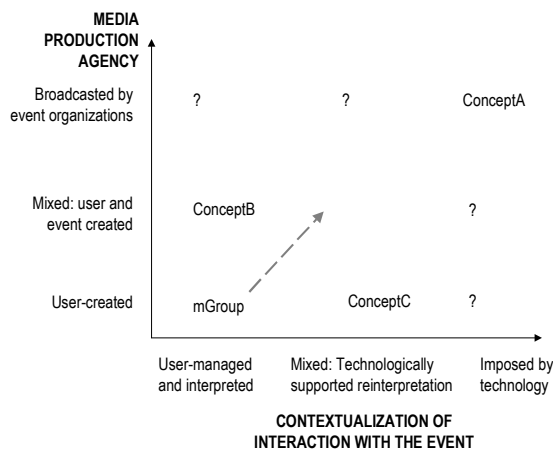 MEDIA
PRODUCTION
AGENCY
Broadcasted by
event organizations
?
?
ConceptA
Mixed: user and
event created
ConceptB
?
User-created
mGroup
ConceptC
?
User-managed
and interpreted
Mixed: Technologically
supported reinterpretation
Imposed by
technology
CONTEXTUALIZATION OF
INTERACTION WITH THE EVENT